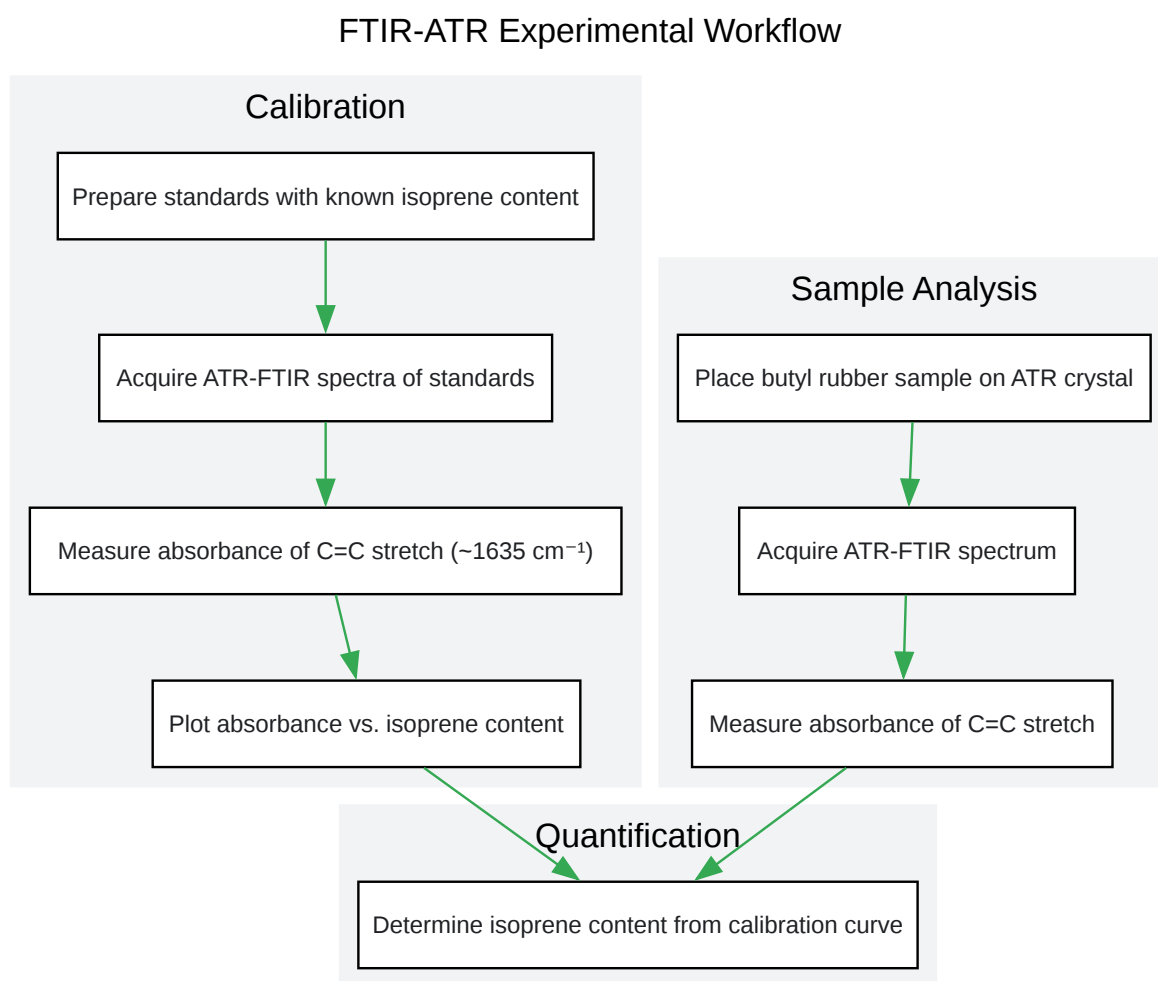 FTIR-ATR Experimental Workflow
Calibration
Prepare standards with known isoprene content
Acquire ATR-FTIR spectra of standards
Measure absorbance of C=C stretch (~1635 cm⁻¹)
Plot absorbance vs. isoprene content
Sample Analysis
Place butyl rubber sample on ATR crystal
Acquire ATR-FTIR spectrum
Measure absorbance of C=C stretch
Quantification
Determine isoprene content from calibration curve